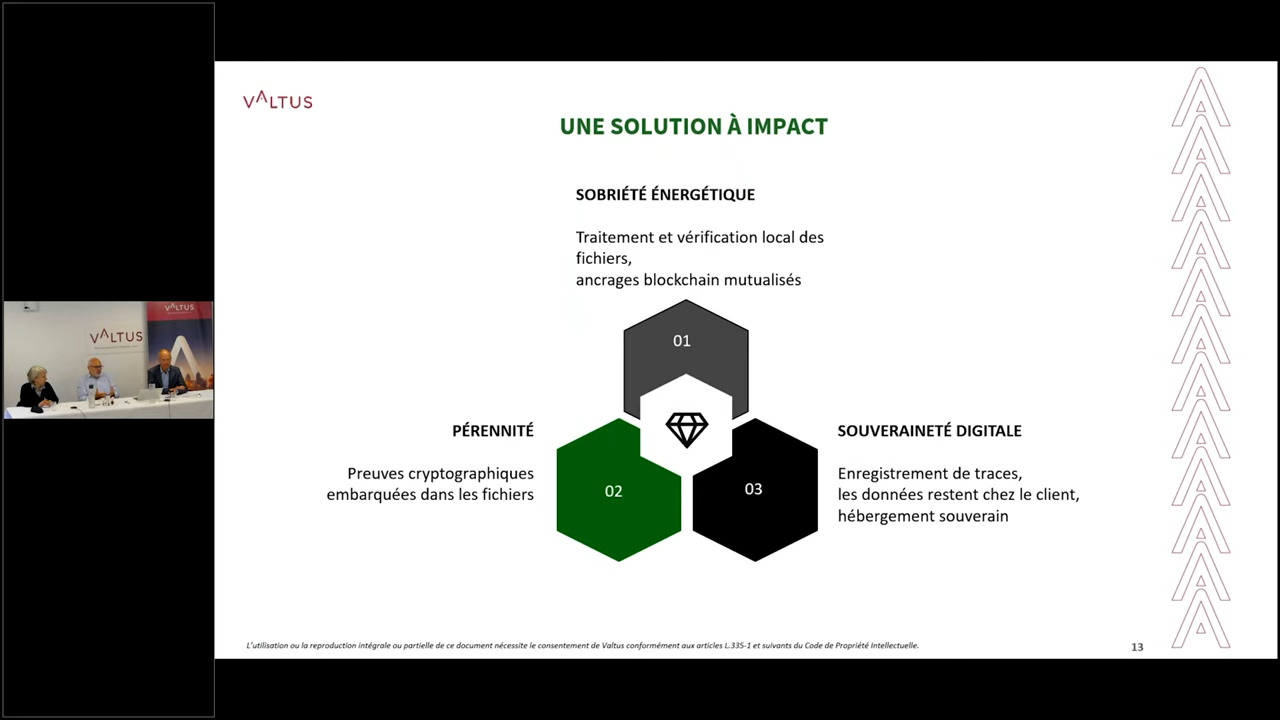 VALTUS
UNE SOLUTION À IMPACT
SOBRIÉTÉ ÉNERGÉTIQUE
Traitement et vérification local des
fichiers,
ancrages blockchain mutualisés
01
PÉRENNITÉ
Preuves cryptographiques
embarquées dans les fichiers
02
03
SOUVERAINETÉ DIGITALE
Enregistrement de traces,
les données restent chez le client,
hébergement souverain
L'utilisation ou la reproduction intégrale ou partielle de ce document nécessite le consentement de Valtus conformément aux articles L.335-1 et suivants du Code de Propriété Intellectuelle.
13
VALTUS
VALTUS